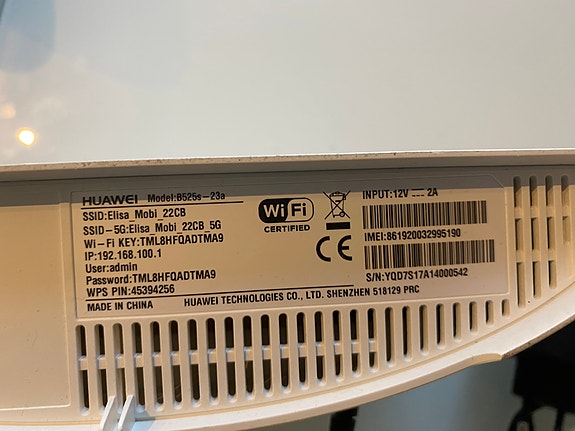 HUAWEI Model:B525s-23a
SSID:Elisa_Mobi_22CB
SSID-5G:Elisa_Mobi_22CB_5G
Wi-Fi KEY:TML8HFQADTMA9
IP:192.168.100.1
User:admin
Password:TML8HFQADTMA9
WPS PIN:45394256
MADE IN CHINA
HUAWEI TECHNOLOGIES CO., LTD. SHENZHEN 518129 PRC
Wi Fi
CERTIFIED
CE
INPUT:12V ⎓ 2A
IMEI:861920032995190
S/N:YQD7S17A14000542